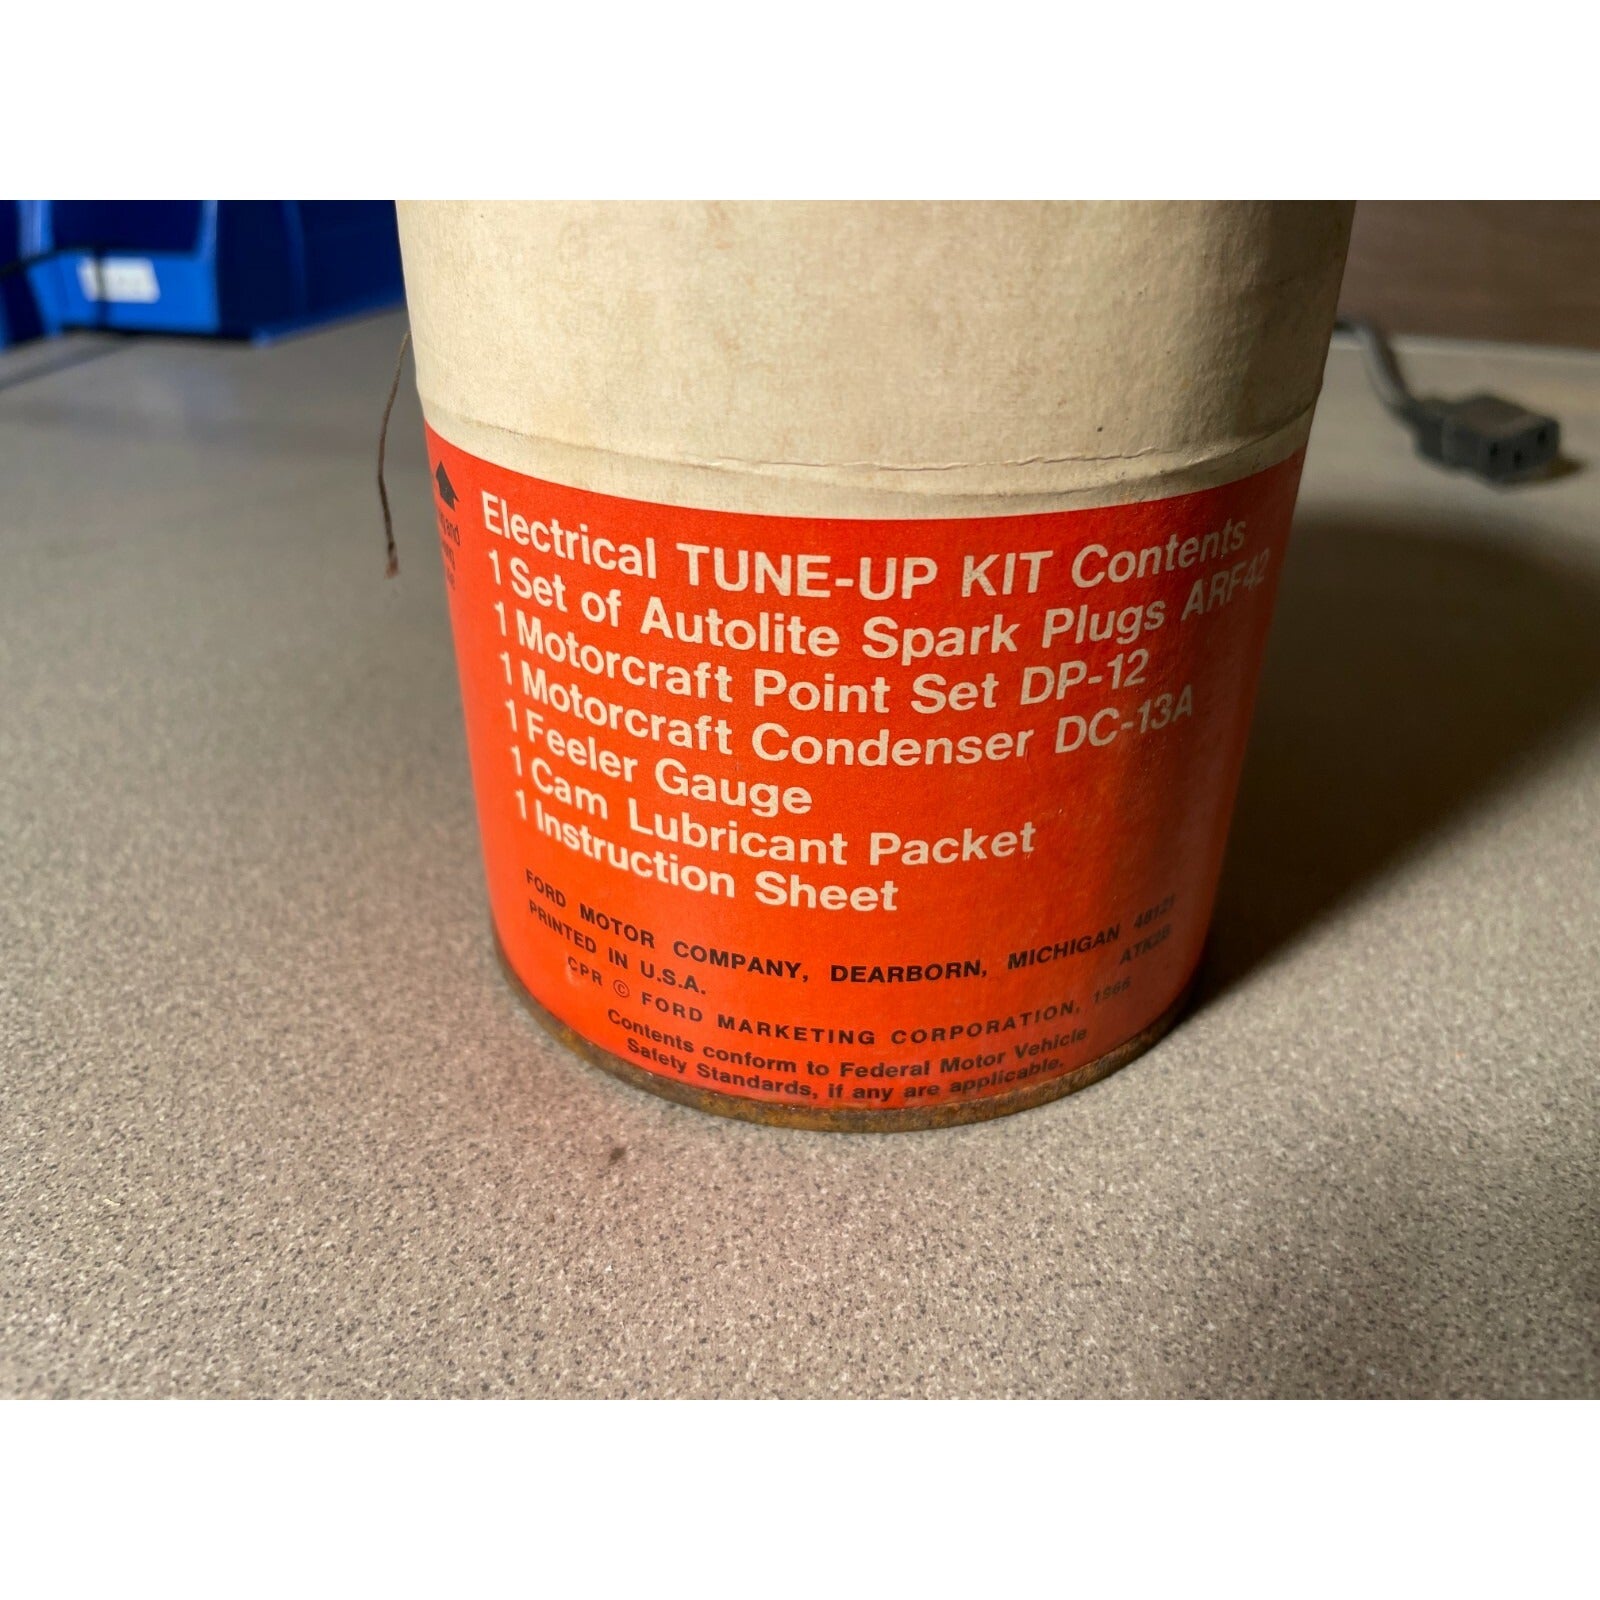 Electrical TUNE-UP KIT Contents
1 Set of Autolite Spark Plugs ARF42
1 Motorcraft Point Set DP-12
1 Motorcraft Condenser DC-13A
1 Feeler Gauge
1 Cam Lubricant Packet
1 Instruction Sheet
FORD MOTOR COMPANY, DEARBORN, MICHIGAN 48121
PRINTED IN U.S.A.
CPR © FORD MARKETING CORPORATION, 1966
Contents conform to Federal Motor Vehicle
Safety Standards, if any are applicable.